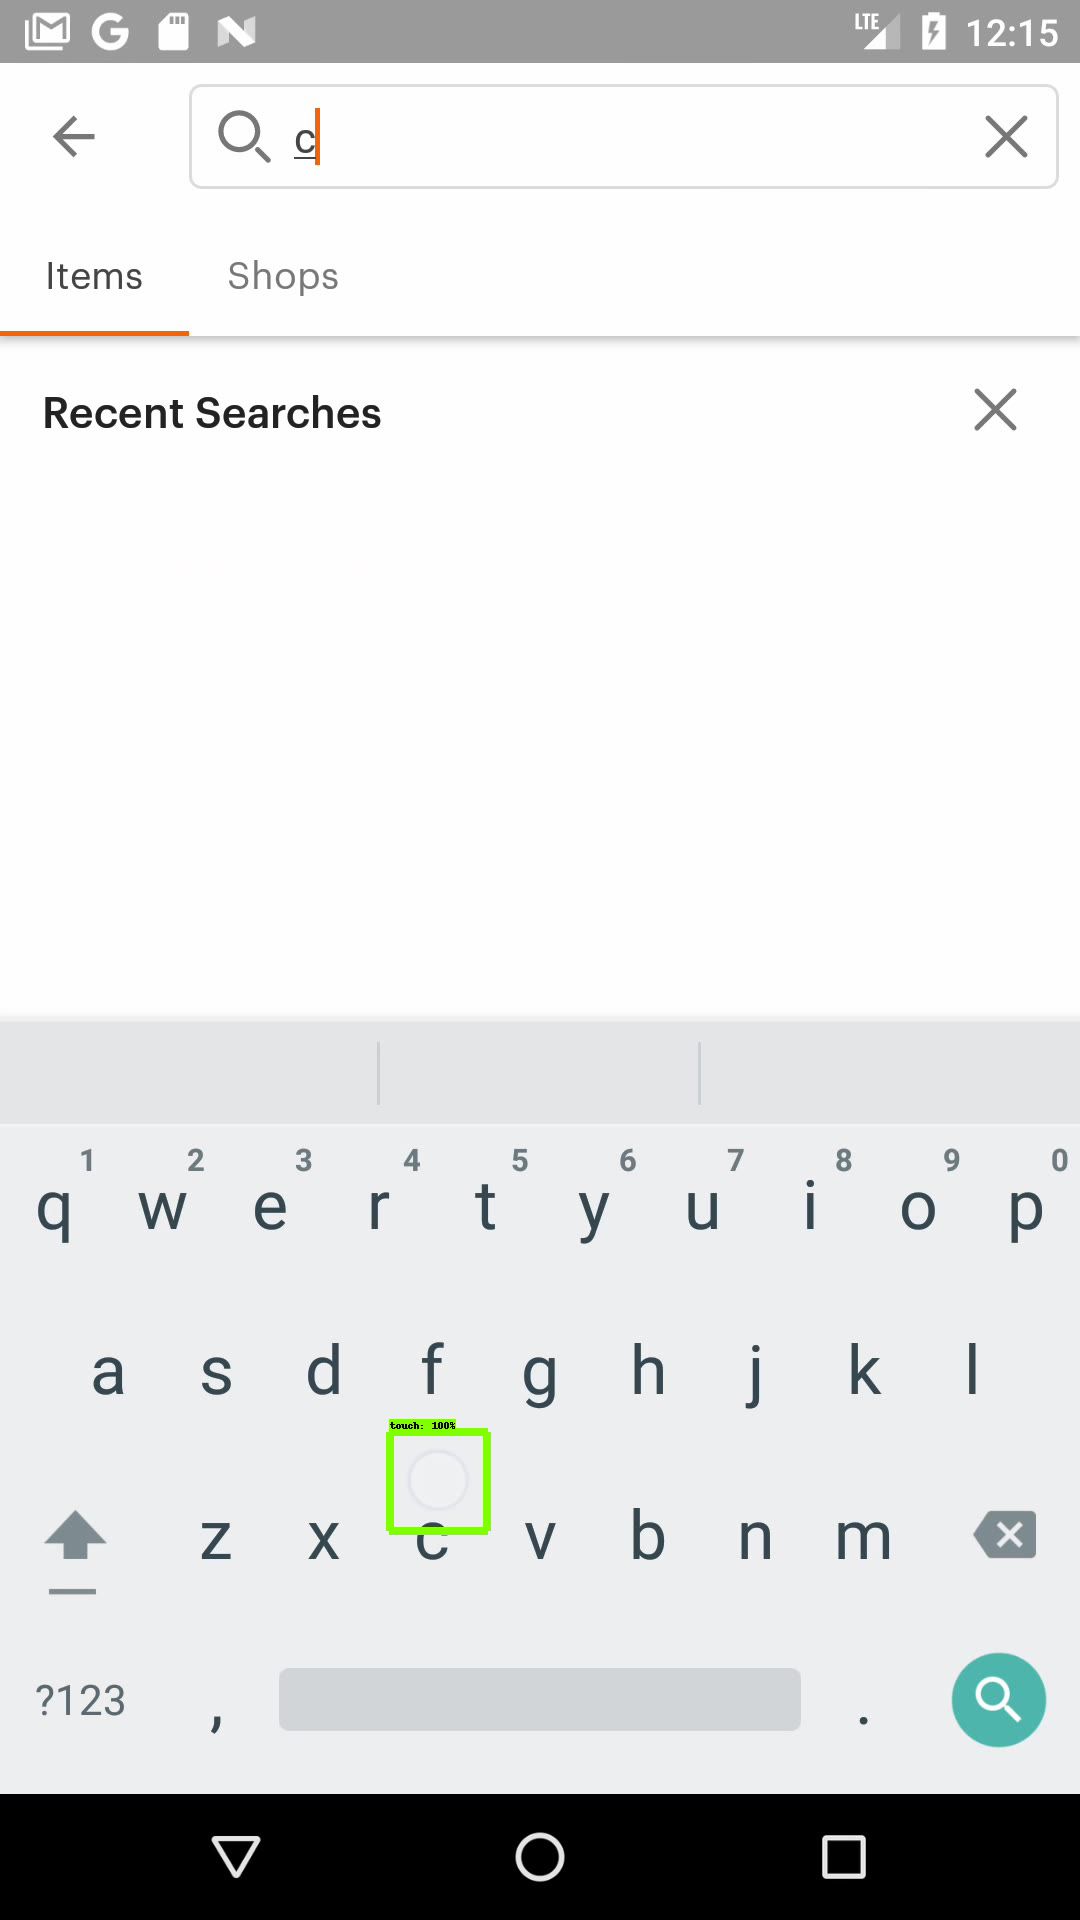 LTE 12:15
c
Items Shops
Recent Searches
1 2 3 4 5 6 7 8 9 0
q w e r t y u i o p
a s d f g h j k l
touch: 100%
z x c v b n m
?123 , .